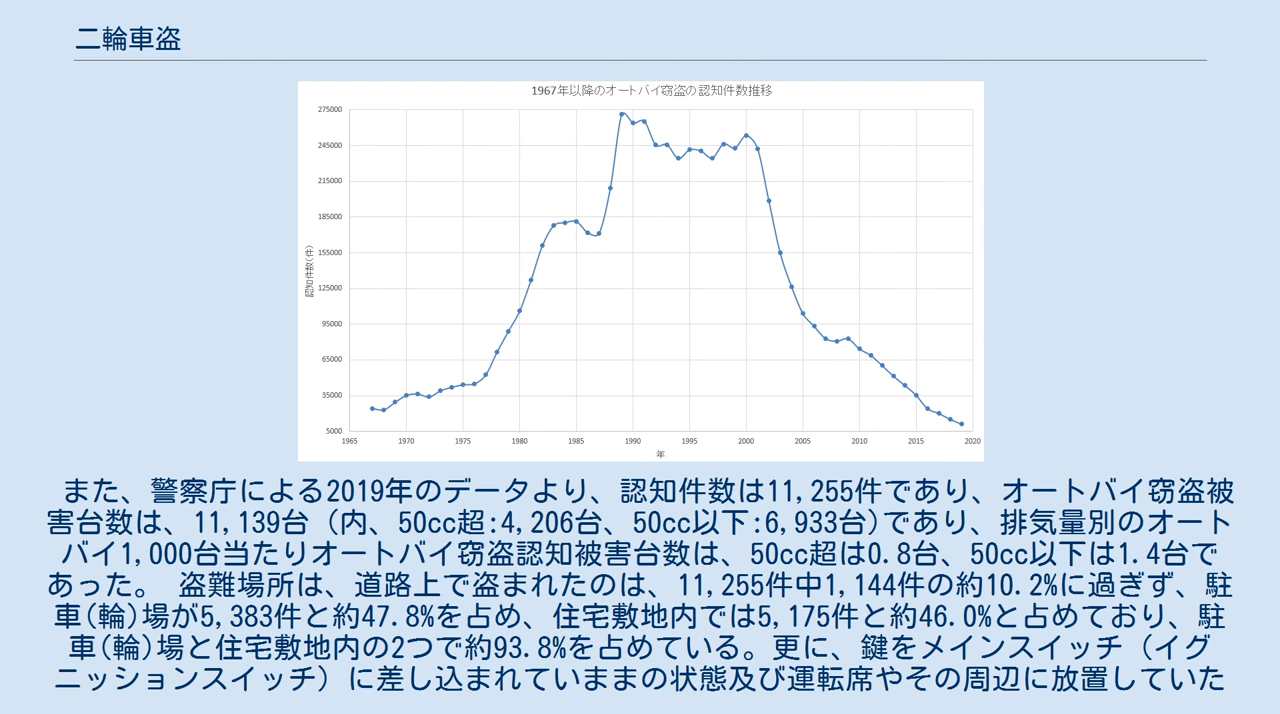 二輪車盗
1967年以降のオートバイ窃盗の認知件数推移
275000
245000
215000
185000
155000
125000
95000
65000
35000
5000
認知件数(件)
1965 1970 1975 1980 1985 1990 1995 2000 2005 2010 2015 2020
年
また、警察庁による2019年のデータより、認知件数は11,255件であり、オートバイ窃盗被
害台数は、11,139台（内、50cc超:4,206台、50cc以下:6,933台)であり、排気量別のオート
バイ1,000台当たりオートバイ窃盗認知被害台数は、50cc超は0.8台、50cc以下は1.4台で
あった。 盗難場所は、道路上で盗まれたのは、11,255件中1,144件の約10.2%に過ぎず、駐
車(輪)場が5,383件と約47.8%を占め、住宅敷地内では5,175件と約46.0%と占めており、駐
車(輪)場と住宅敷地内の2つで約93.8%を占めている。更に、鍵をメインスイッチ（イグ
ニッションスイッチ）に差し込まれていままの状態及び運転席やその周辺に放置していた